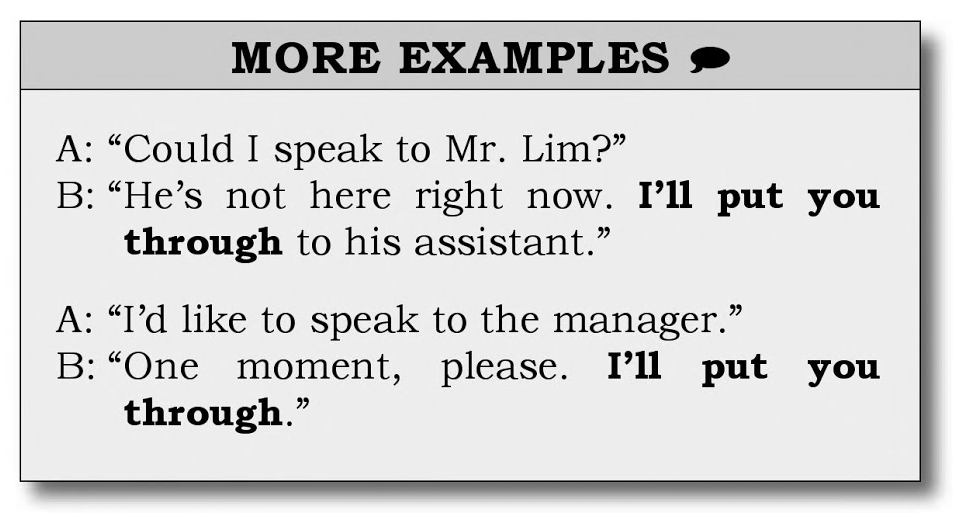 MORE EXAMPLES
A: “Could I speak to Mr. Lim?”
B: “He’s not here right now. I’ll put you
through to his assistant.”
A: “I’d like to speak to the manager.”
B: “One moment, please. I’ll put you
through.”